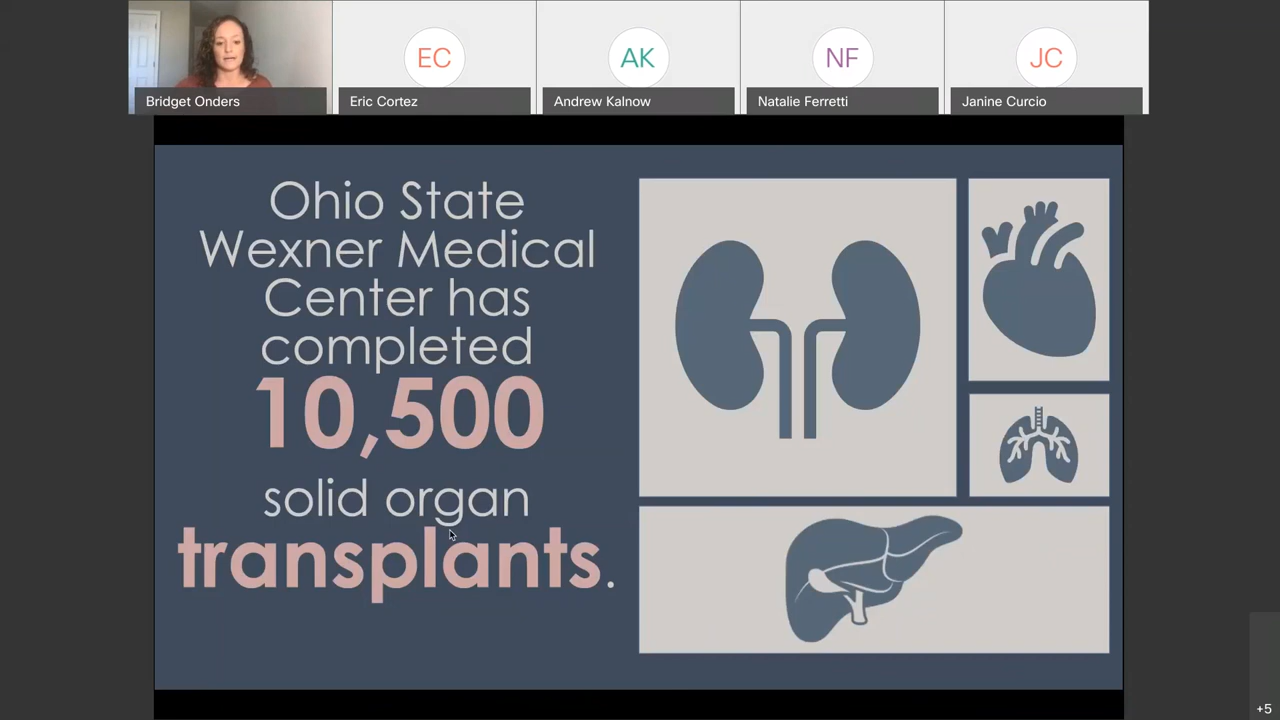 EC
AK
NF
JC
Bridget Onders
Eric Cortez
Andrew Kalnow
Natalie Ferretti
Janine Curcio
Ohio State
Wexner Medical
Center has
completed
10,500
solid organ
transplants.
+5